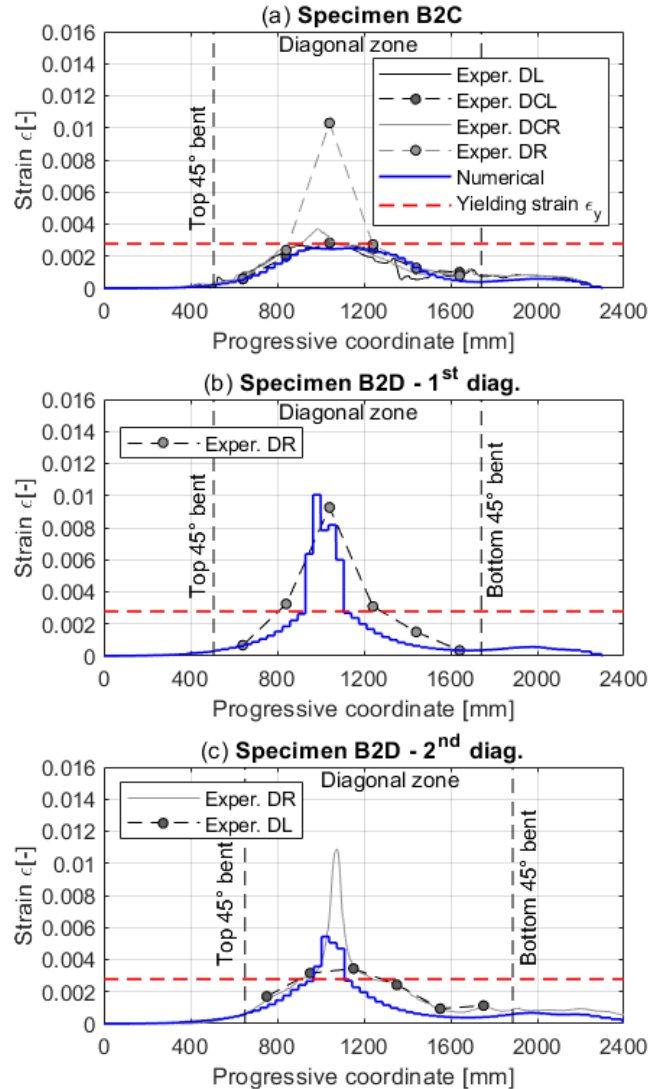 (a) Specimen B2C
0.016
0.014
0.012
0.01
0.008
0.006
0.004
0.002
0
Strain ϵ[-]
Diagonal zone
Top 45° bent
Exper. DL
Exper. DCL
Exper. DCR
Exper. DR
Numerical
Yielding strain ϵy
0 400 800 1200 1600 2000 2400
Progressive coordinate [mm]
(b) Specimen B2D - 1st diag.
0.016
0.014
0.012
0.01
0.008
0.006
0.004
0.002
0
Strain ϵ[-]
Diagonal zone
Exper. DR
Top 45° bent
Bottom 45° bent
0 400 800 1200 1600 2000 2400
Progressive coordinate [mm]
(c) Specimen B2D - 2nd diag.
0.016
0.014
0.012
0.01
0.008
0.006
0.004
0.002
0
Strain ϵ[-]
Diagonal zone
Exper. DR
Exper. DL
Top 45° bent
Bottom 45° bent
0 400 800 1200 1600 2000 2400
Progressive coordinate [mm]